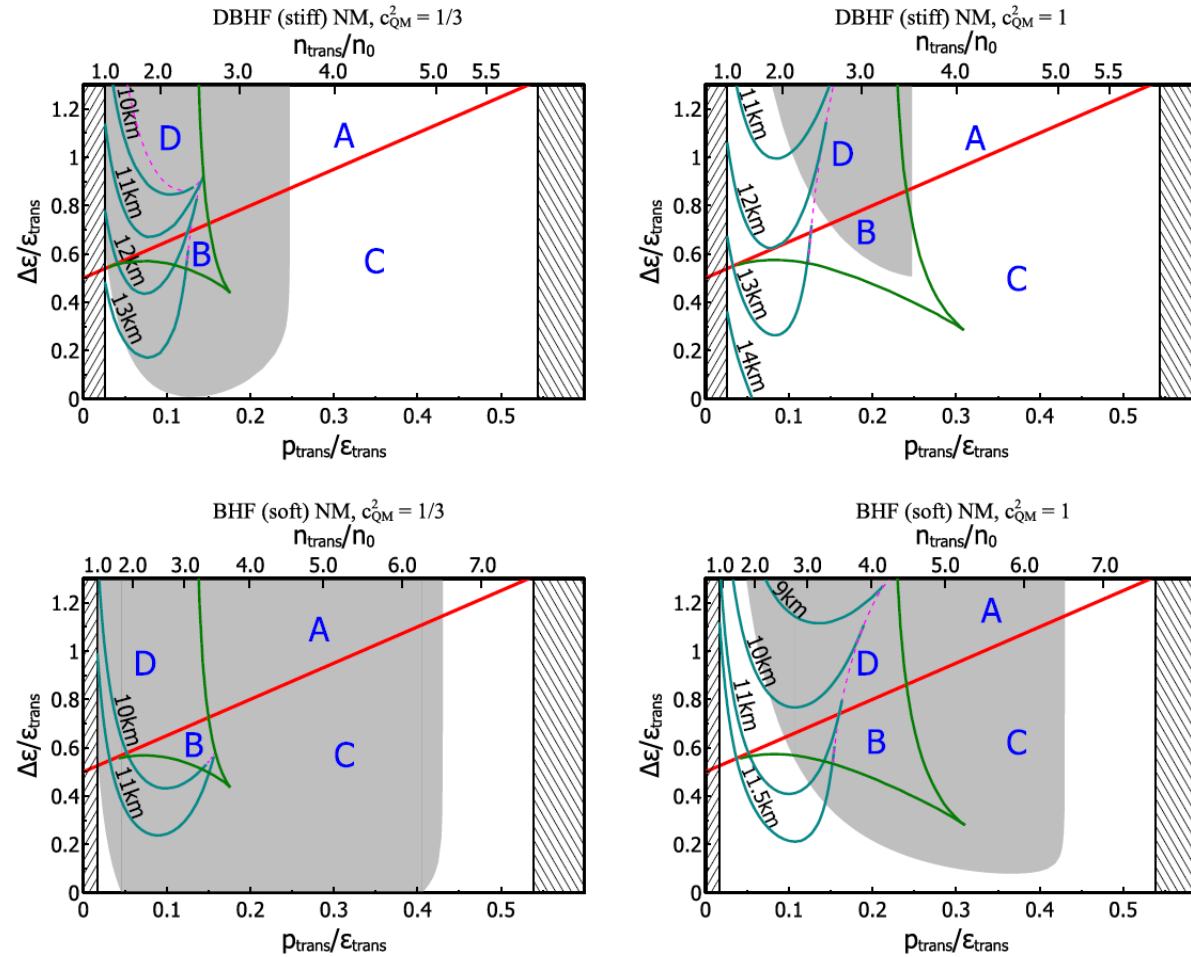 DBHF (stiff) NM, c²QM = 1/3
ntrans/n0
1.0 2.0 3.0 4.0 5.0 5.5
10km
11km
12km
13km
D
A
B
C
Δε/εtrans
1.2
1
0.8
0.6
0.4
0.2
0
0 0.1 0.2 0.3 0.4 0.5
ptrans/εtrans
DBHF (stiff) NM, c²QM = 1
ntrans/n0
1.0 2.0 3.0 4.0 5.0 5.5
11km
12km
13km
14km
D
A
B
C
Δε/εtrans
1.2
1
0.8
0.6
0.4
0.2
0
0 0.1 0.2 0.3 0.4 0.5
ptrans/εtrans
BHF (soft) NM, c²QM = 1/3
ntrans/n0
1.0 2.0 3.0 4.0 5.0 6.0 7.0
10km
11km
D
A
B
C
Δε/εtrans
1.2
1
0.8
0.6
0.4
0.2
0
0 0.1 0.2 0.3 0.4 0.5
ptrans/εtrans
BHF (soft) NM, c²QM = 1
ntrans/n0
1.0 2.0 3.0 4.0 5.0 6.0 7.0
9km
10km
11km
11.5km
A
D
B
C
Δε/εtrans
1.2
1
0.8
0.6
0.4
0.2
0
0 0.1 0.2 0.3 0.4 0.5
ptrans/εtrans